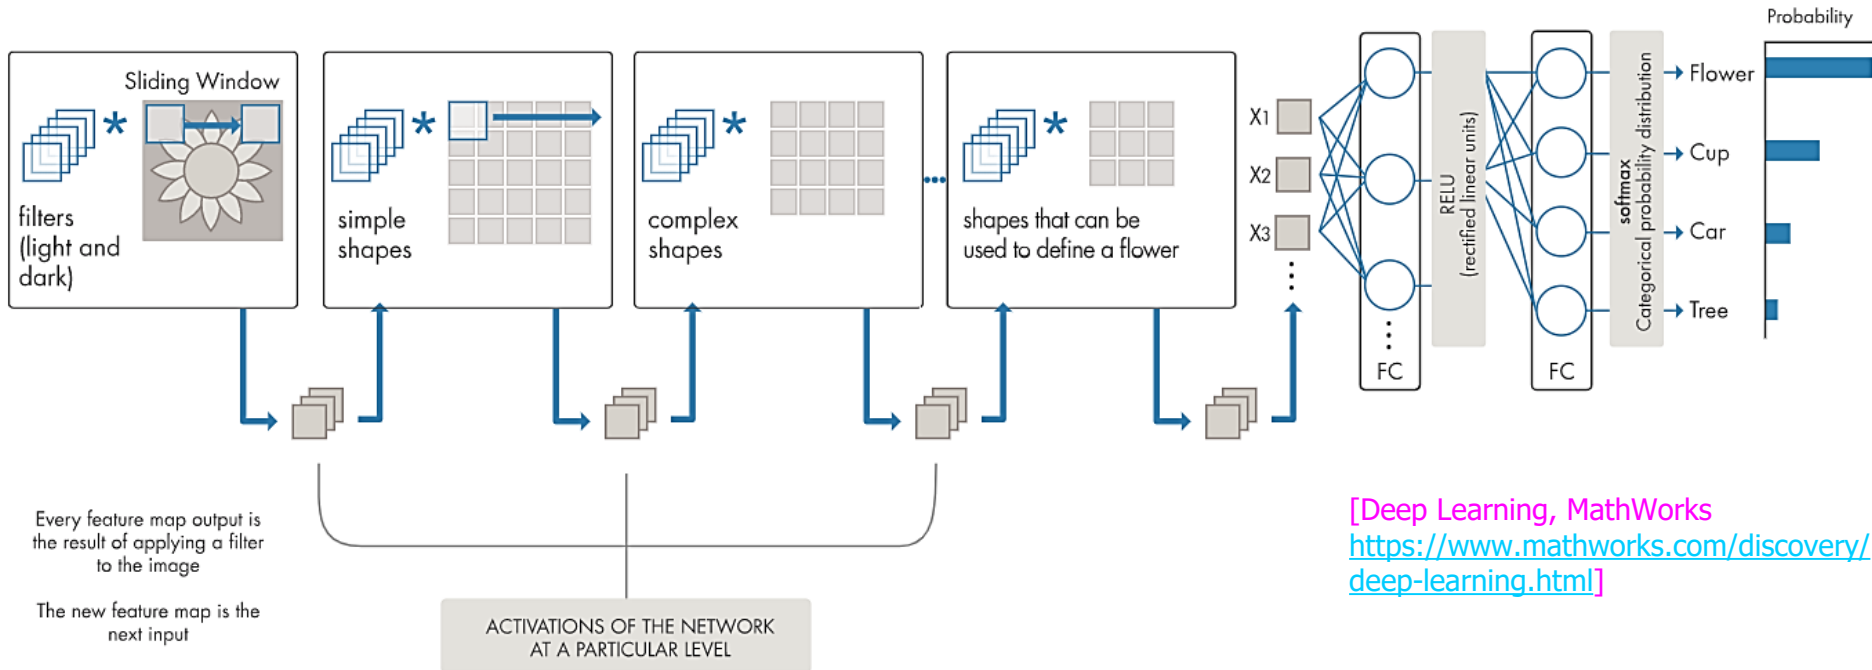 Sliding Window
*
filters
(light and
dark)
*
simple
shapes
*
complex
shapes
...
*
shapes that can be
used to define a flower
X1
X2
X3
FC
RELU
(rectified linear units)
FC
softmax
Categorical probability distribution
Probability
Flower
Cup
Car
Tree
Every feature map output is
the result of applying a filter
to the image
The new feature map is the
next input
ACTIVATIONS OF THE NETWORK
AT A PARTICULAR LEVEL
[Deep Learning, MathWorks
https://www.mathworks.com/discovery/
deep-learning.html]